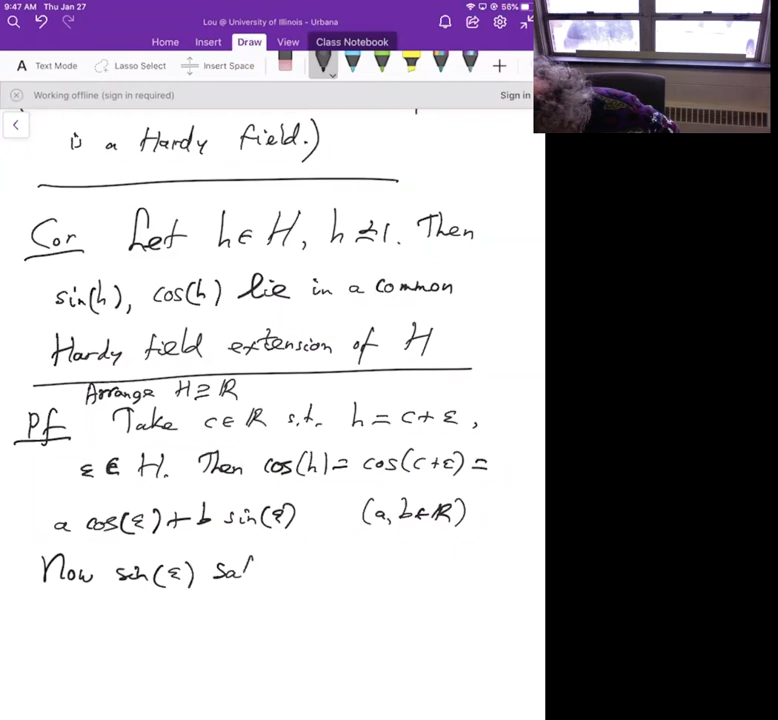 9:47 AM Thu Jan 27
56%
Lou @ University of Illinois - Urbana
Home Insert Draw View Class Notebook
A Text Mode Lasso Select Insert Space
Working offline (sign in required) Sign in
is a Hardy field.)
Cor Let h ∈ H, h ≼ 1. Then
sin(h), cos(h) lie in a common
Hardy field extension of H
Arrange H ⊇ ℝ
Pf Take c ∈ ℝ s.t. h = c + ε,
ε ∈ H. Then cos(h) = cos(c+ε) =
a cos(ε) + b sin(ε) (a, b ∈ ℝ)
Now sin(ε) sa